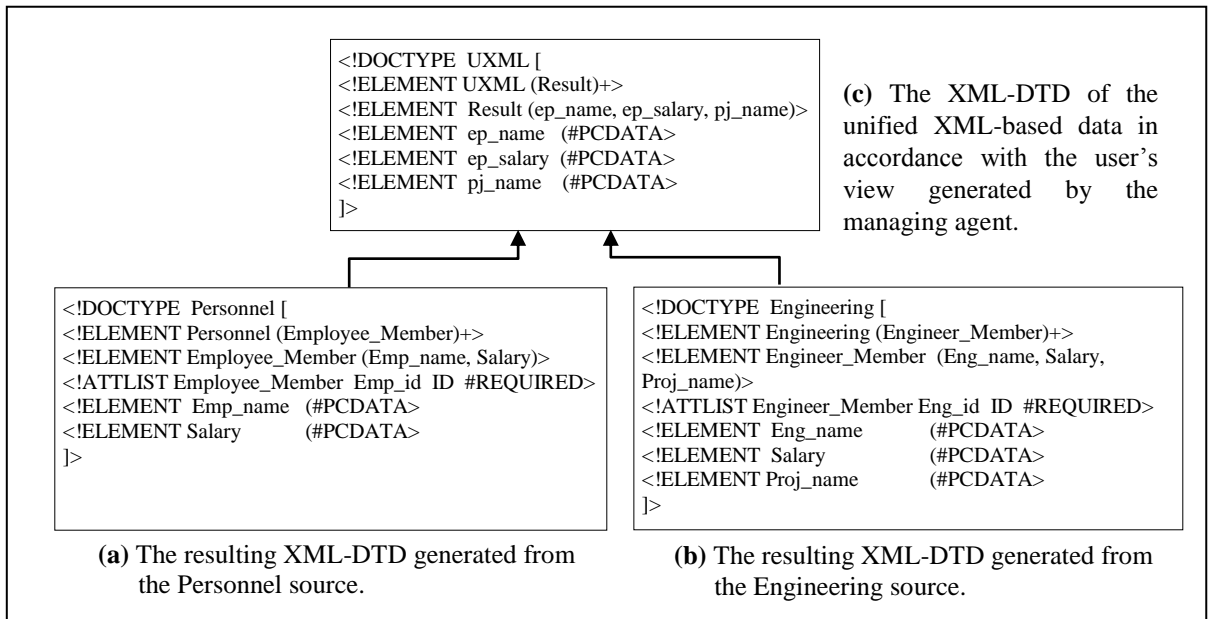 <!DOCTYPE UXML [
<!ELEMENT UXML (Result)+>
<!ELEMENT Result (ep_name, ep_salary, pj_name)>
<!ELEMENT ep_name (#PCDATA>
<!ELEMENT ep_salary (#PCDATA>
<!ELEMENT pj_name (#PCDATA>
]>
(c) The XML-DTD of the
unified XML-based data in
accordance with the user’s
view generated by the
managing agent.
<!DOCTYPE Personnel [
<!ELEMENT Personnel (Employee_Member)+>
<!ELEMENT Employee_Member (Emp_name, Salary)>
<!ATTLIST Employee_Member Emp_id ID #REQUIRED>
<!ELEMENT Emp_name (#PCDATA>
<!ELEMENT Salary (#PCDATA>
]>
(a) The resulting XML-DTD generated from
the Personnel source.
<!DOCTYPE Engineering [
<!ELEMENT Engineering (Engineer_Member)+>
<!ELEMENT Engineer_Member (Eng_name, Salary,
Proj_name)>
<!ATTLIST Engineer_Member Eng_id ID #REQUIRED>
<!ELEMENT Eng_name (#PCDATA>
<!ELEMENT Salary (#PCDATA>
<!ELEMENT Proj_name (#PCDATA>
]>
(b) The resulting XML-DTD generated from
the Engineering source.